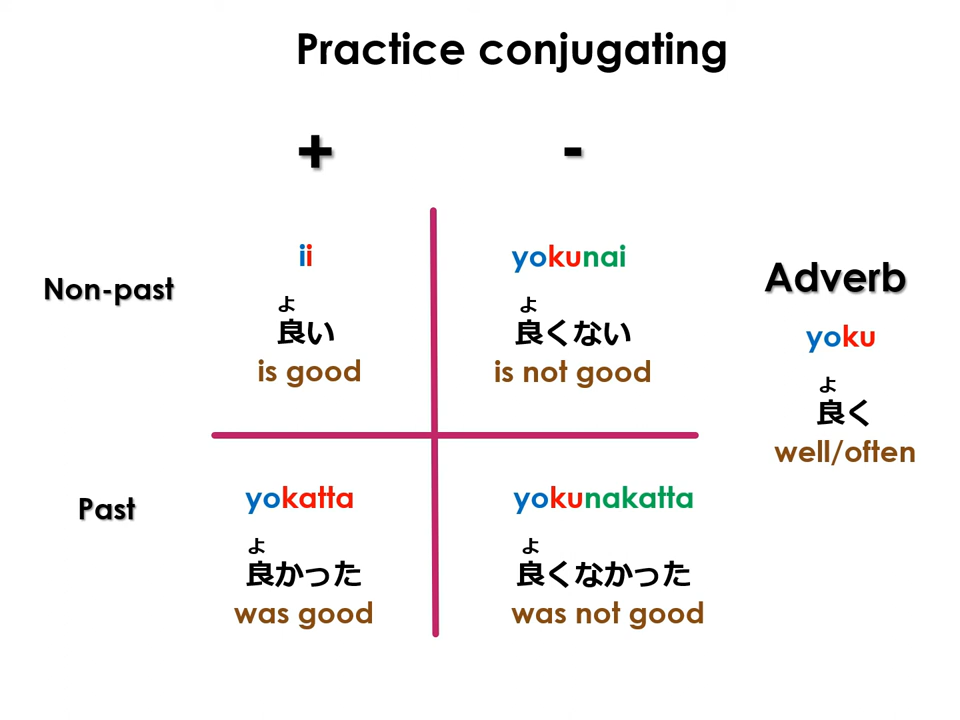 Practice conjugating
+ -
Non-past
ii
よ
良い
is good
yokunai
よ
良くない
is not good
Adverb
yoku
よ
良く
well/often
Past
yokatta
よ
良かった
was good
yokunakatta
よ
良くなかった
was not good